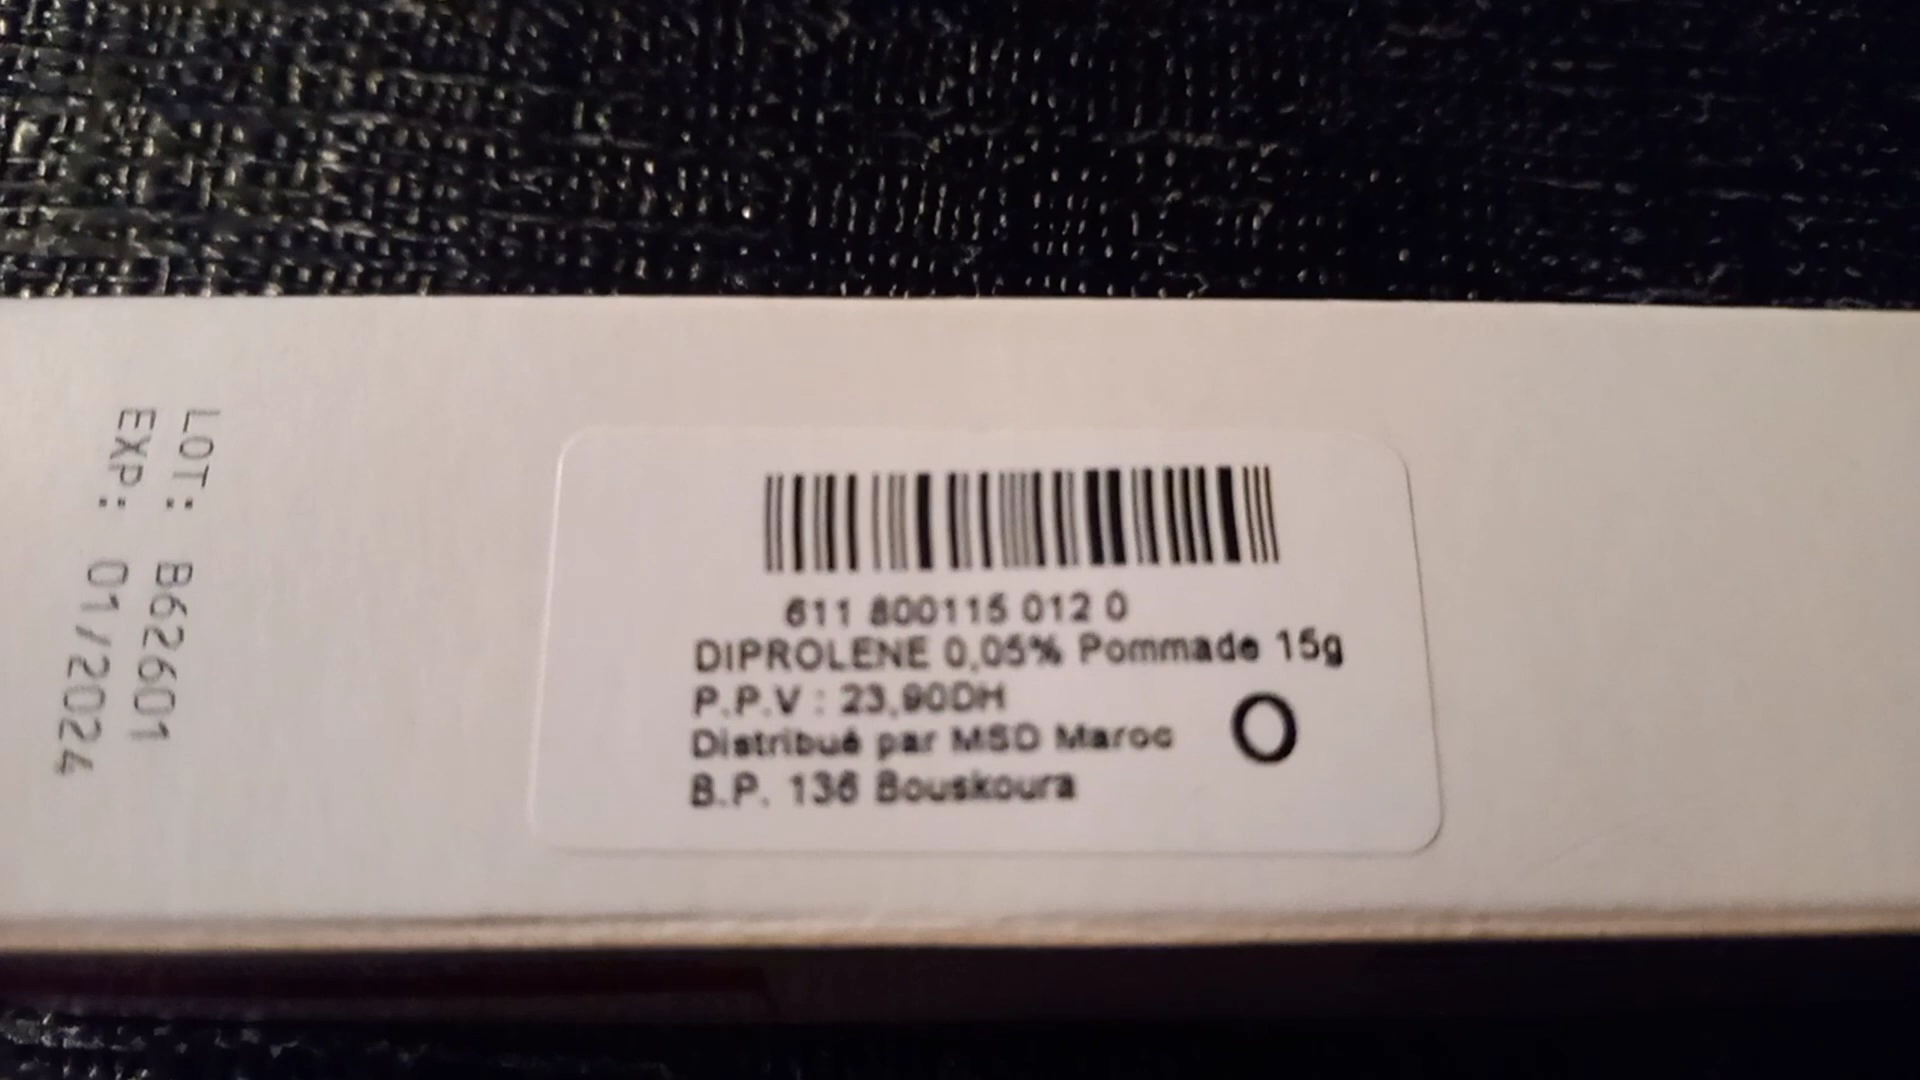 LOT: B622601
EXP: 01/2024
611 800115 012 0
DIPROLENE 0,05% Pommade 15g
P.P.V : 23,90DH
Distribué par MSD Maroc
B.P. 136 Bouskoura
O